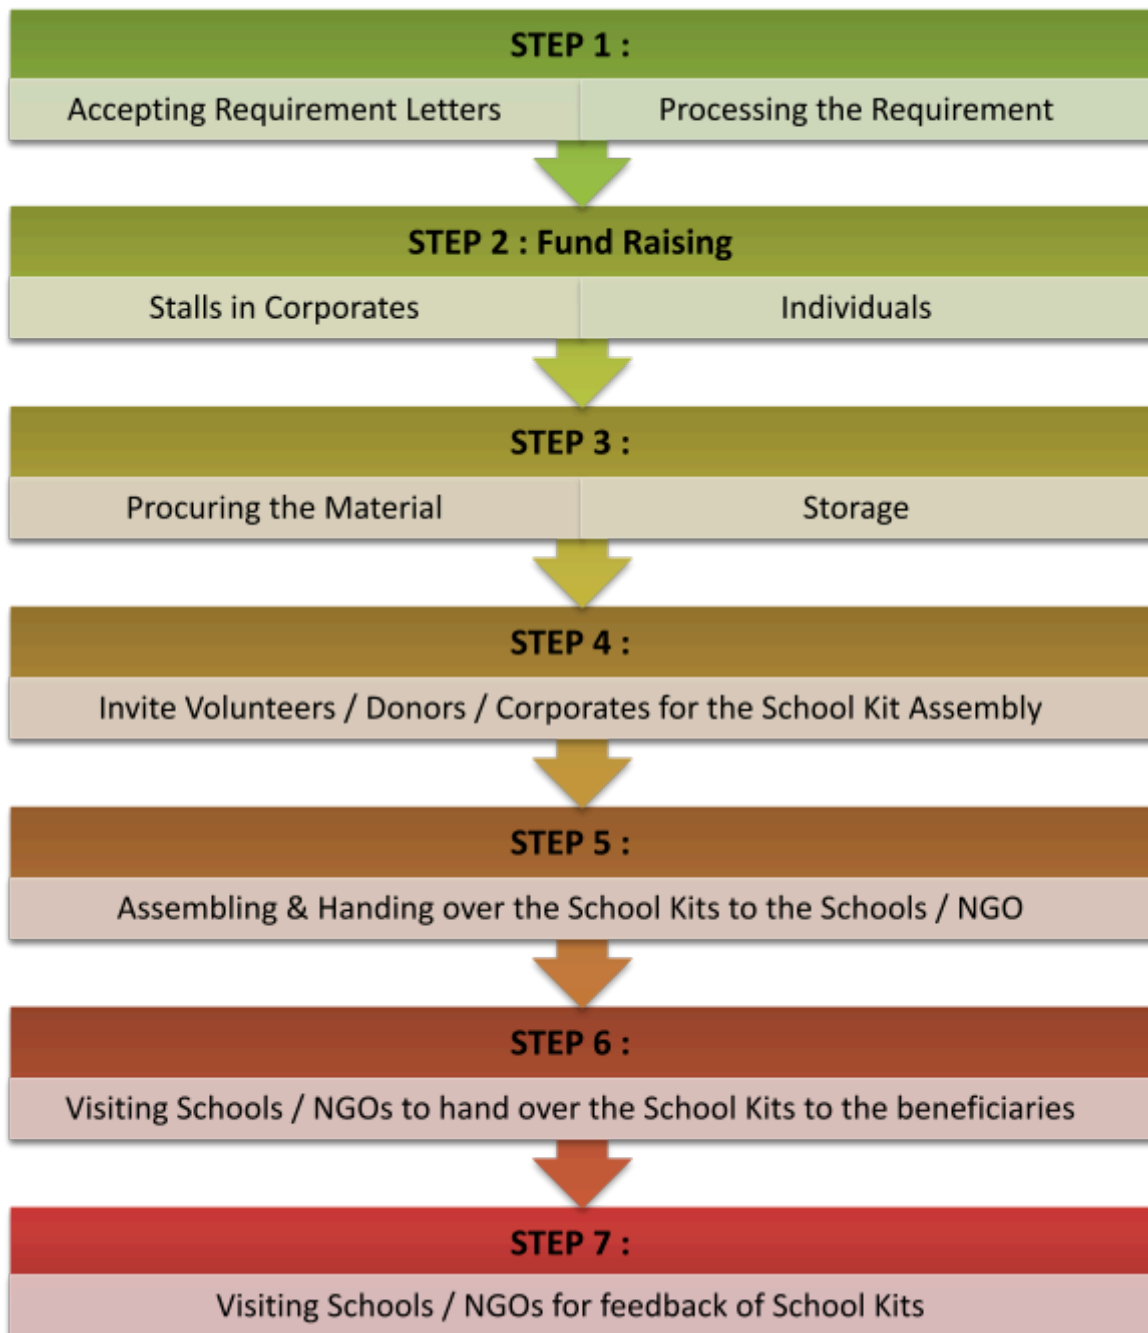 STEP 1 :
Accepting Requirement Letters
Processing the Requirement
STEP 2 : Fund Raising
Stalls in Corporates
Individuals
STEP 3 :
Procuring the Material
Storage
STEP 4 :
Invite Volunteers / Donors / Corporates for the School Kit Assembly
STEP 5 :
Assembling & Handing over the School Kits to the Schools / NGO
STEP 6 :
Visiting Schools / NGOs to hand over the School Kits to the beneficiaries
STEP 7 :
Visiting Schools / NGOs for feedback of School Kits